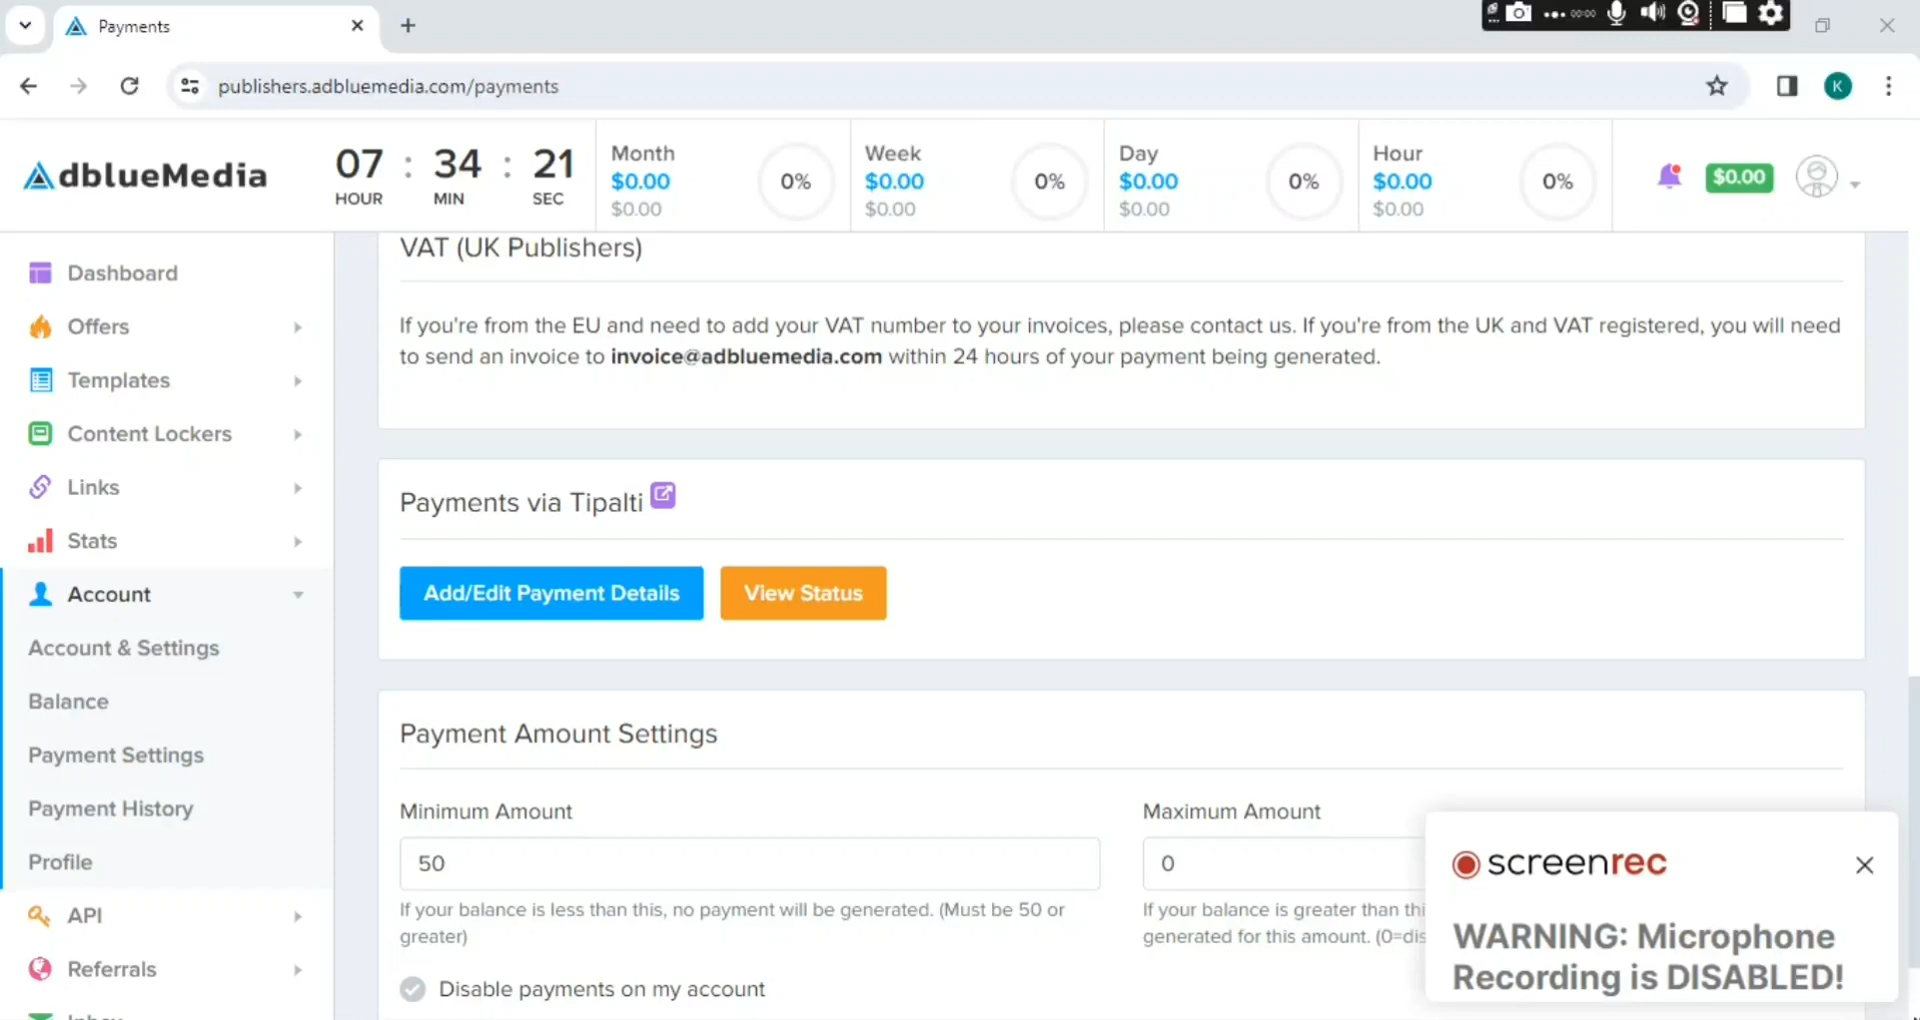 Payments
publishers.adbluemedia.com/payments
K
00:00
AdblueMedia
07 : 34 : 21
HOUR MIN SEC
Month
$0.00
$0.00
0%
Week
$0.00
$0.00
0%
Day
$0.00
$0.00
0%
Hour
$0.00
$0.00
0%
$0.00
Dashboard
Offers
Templates
Content Lockers
Links
Stats
Account
Account & Settings
Balance
Payment Settings
Payment History
Profile
API
Referrals
Inbox
VAT (UK Publishers)
If you're from the EU and need to add your VAT number to your invoices, please contact us. If you're from the UK and VAT registered, you will need
to send an invoice to invoice@adbluemedia.com within 24 hours of your payment being generated.
Payments via Tipalti
Add/Edit Payment Details View Status
Payment Amount Settings
Minimum Amount
50
If your balance is less than this, no payment will be generated. (Must be 50 or
greater)
Maximum Amount
0
If your balance is greater than thi
generated for this amount. (0=dis
Disable payments on my account
screenrec
WARNING: Microphone
Recording is DISABLED!